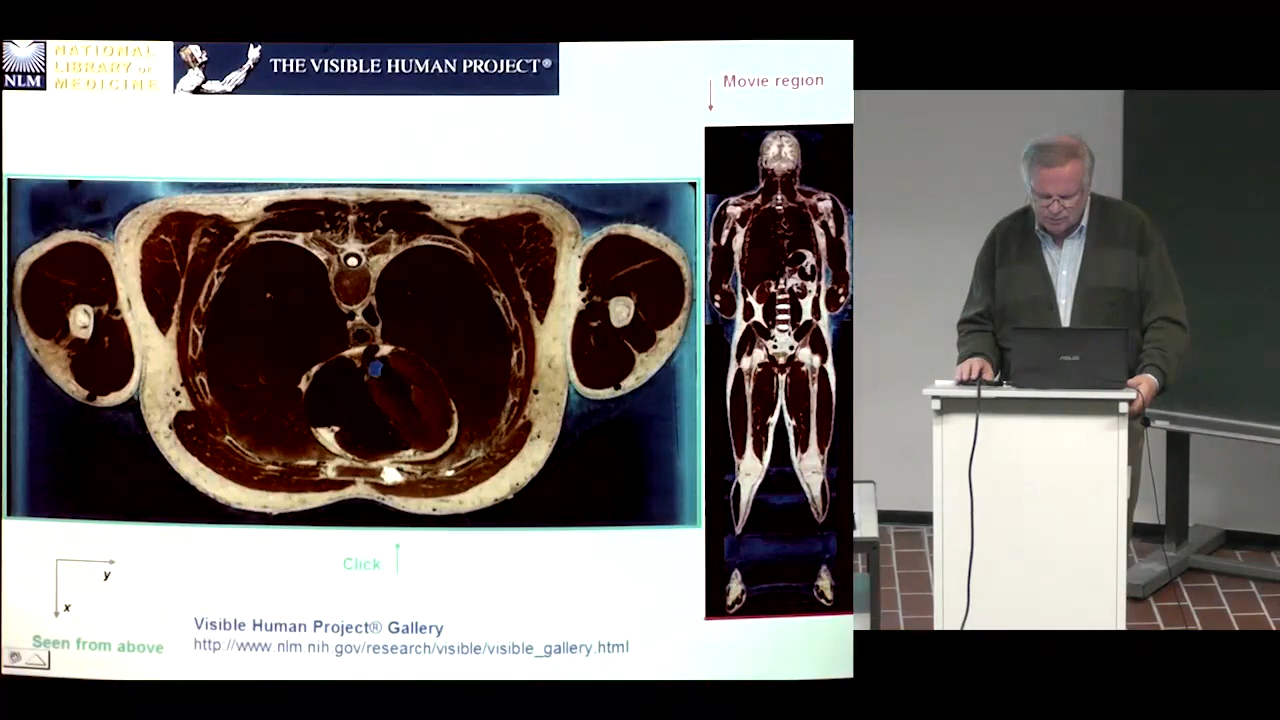 NLM
NATIONAL
LIBRARY OF
MEDICINE
THE VISIBLE HUMAN PROJECT®
Movie region
Click
y
x
Seen from above
Visible Human Project® Gallery
http://www.nlm.nih.gov/research/visible/visible_gallery.html
ASUS